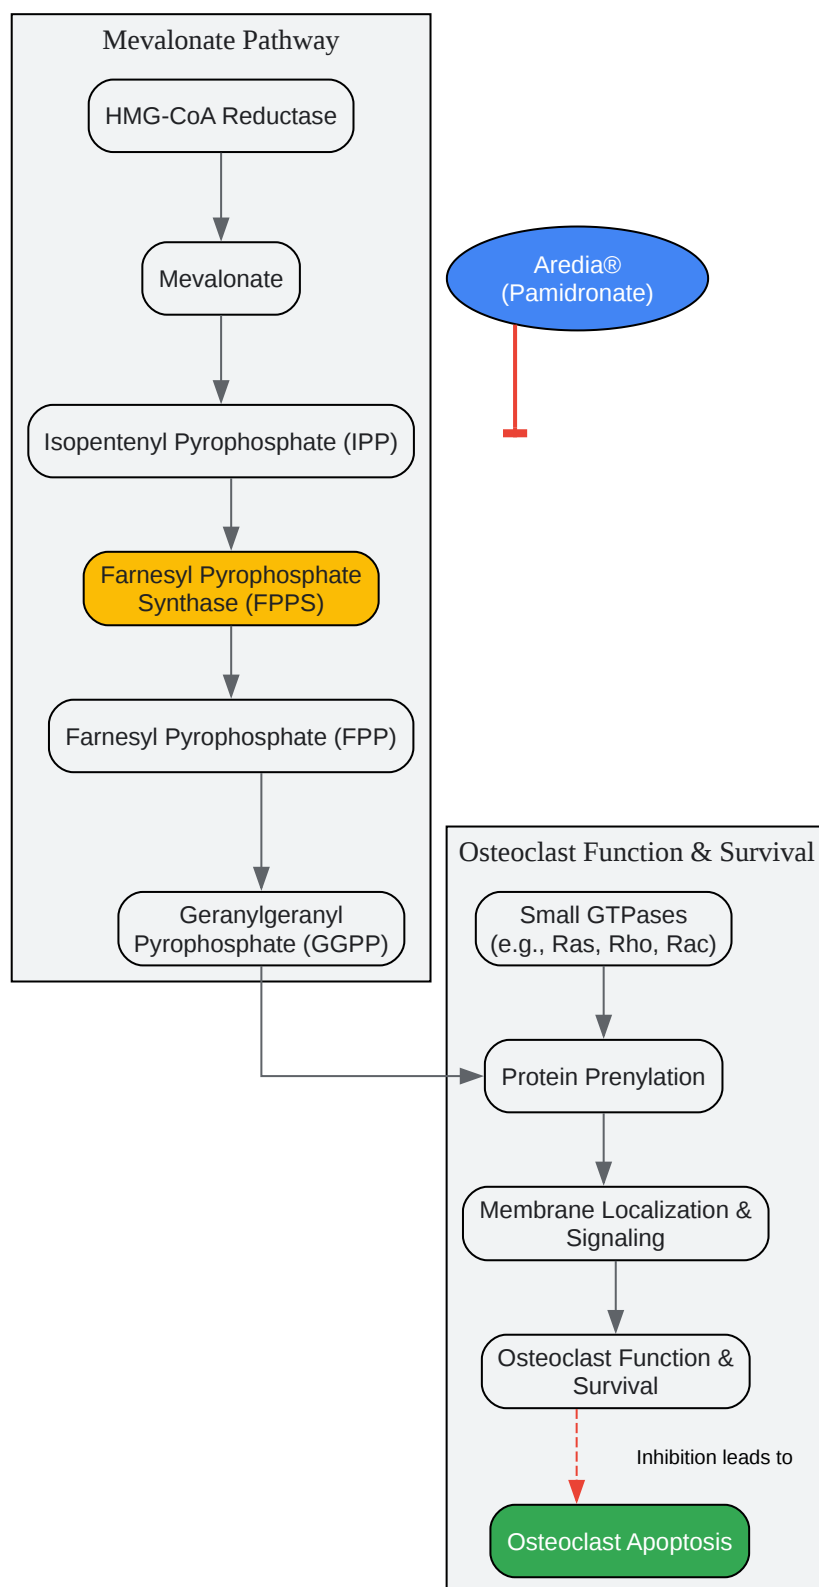 Mevalonate Pathway
HMG-CoA Reductase
Mevalonate
Aredia®
(Pamidronate)
Isopentenyl Pyrophosphate (IPP)
Farnesyl Pyrophosphate
Synthase (FPPS)
Farnesyl Pyrophosphate (FPP)
Geranylgeranyl
Pyrophosphate (GGPP)
Osteoclast Function & Survival
Small GTPases
(e.g., Ras, Rho, Rac)
Protein Prenylation
Membrane Localization &
Signaling
Osteoclast Function &
Survival
Inhibition leads to
Osteoclast Apoptosis